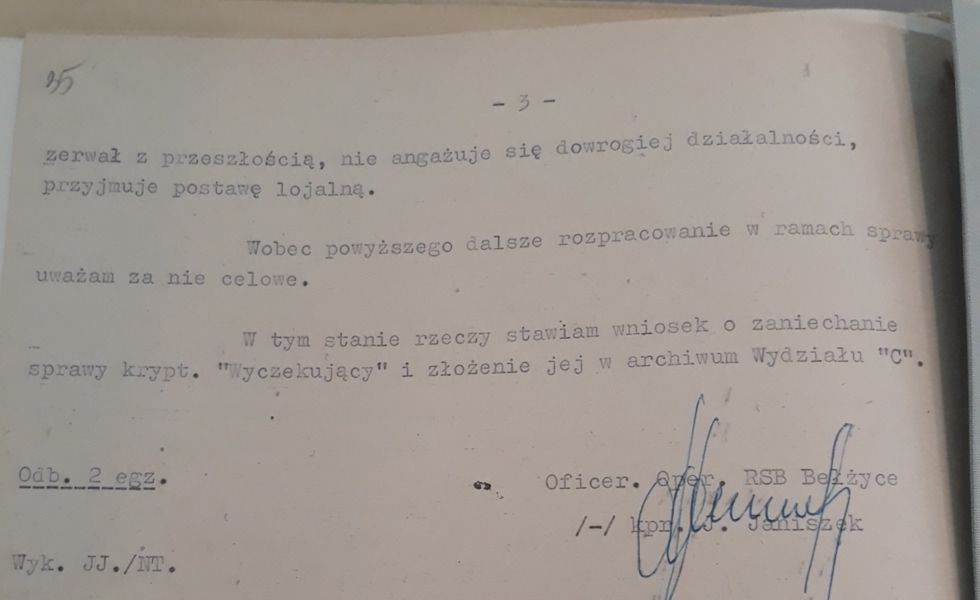 25
- 3 -
zerwał z przeszłością, nie angażuje się dowrogiej działalności,
przyjmuje postawę lojalną.
Wobec powyższego dalsze rozpracowanie w ramach sprawy
uważam za nie celowe.
W tym stanie rzeczy stawiam wniosek o zaniechanie
sprawy krypt. "Wyczekujący" i złożenie jej w archiwum Wydziału "C".
Odb. 2 egz.
Oficer. Oper. RSB Bełżyce
/-/ kpr. J. Janiszek
Wyk. JJ./NT.